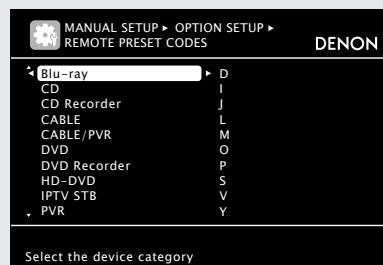 MANUAL SETUP ▸ OPTION SETUP ▸
REMOTE PRESET CODES
DENON
Blu-ray ▸ D
CD I
CD Recorder J
CABLE L
CABLE/PVR M
DVD O
DVD Recorder P
HD-DVD S
IPTV STB V
PVR Y
Select the device category